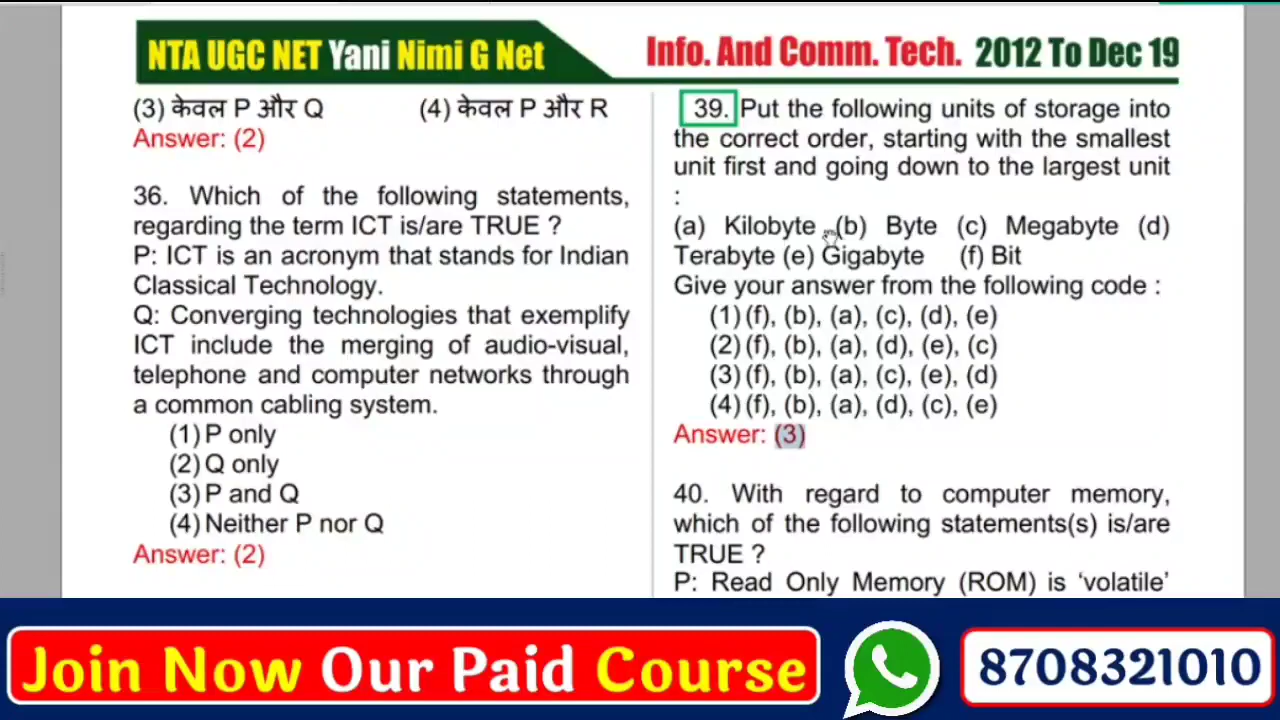 NTA UGC NET Yani Nimi G Net
Info. And Comm. Tech. 2012 To Dec 19
(3) केवल P और Q (4) केवल P और R
Answer: (2)
36. Which of the following statements,
regarding the term ICT is/are TRUE ?
P: ICT is an acronym that stands for Indian
Classical Technology.
Q: Converging technologies that exemplify
ICT include the merging of audio-visual,
telephone and computer networks through
a common cabling system.
(1) P only
(2) Q only
(3) P and Q
(4) Neither P nor Q
Answer: (2)
39. Put the following units of storage into
the correct order, starting with the smallest
unit first and going down to the largest unit
:
(a) Kilobyte (b) Byte (c) Megabyte (d)
Terabyte (e) Gigabyte (f) Bit
Give your answer from the following code :
(1) (f), (b), (a), (c), (d), (e)
(2) (f), (b), (a), (d), (e), (c)
(3) (f), (b), (a), (c), (e), (d)
(4) (f), (b), (a), (d), (c), (e)
Answer: (3)
40. With regard to computer memory,
which of the following statements(s) is/are
TRUE ?
P: Read Only Memory (ROM) is ‘volatile’
Join Now Our Paid Course
8708321010